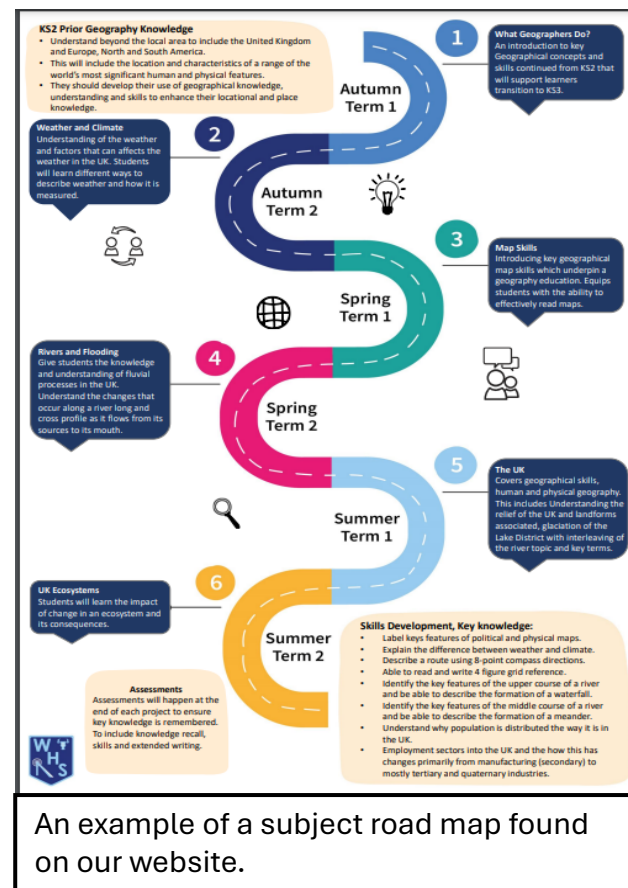 KS2 Prior Geography Knowledge
• Understand beyond the local area to include the United Kingdom
and Europe, North and South America.
• This will include the location and characteristics of a range of the
world's most significant human and physical features.
• They should develop their use of geographical knowledge,
understanding and skills to enhance their locational and place
knowledge.
1
What Geographers Do?
An introduction to key
Geographical concepts and
skills continued from KS2 that
will support learners
transition to KS3.
Autumn
Term 1
2
Weather and Climate
Understanding of the weather
and factors that can affects the
weather in the UK. Students
will learn different ways to
describe weather and how it is
measured.
Autumn
Term 2
3
Map Skills
Introducing key geographical
map skills which underpin a
geography education. Equips
students with the ability to
effectively read maps.
Spring
Term 1
4
Rivers and Flooding
Give students the knowledge
and understanding of fluvial
processes in the UK.
Understand the changes that
occur along a river long and
cross profile as it flows from its
sources to its mouth.
Spring
Term 2
5
The UK
Covers geographical skills,
human and physical geography.
This includes Understanding the
relief of the UK and landforms
associated, glaciation of the
Lake District with interleaving of
the river topic and key terms.
Summer
Term 1
6
UK Ecosystems
Students will learn the impact
of change in an ecosystem and
its consequences.
Summer
Term 2
Skills Development, Key knowledge:
• Label keys features of political and physical maps.
• Explain the difference between weather and climate.
• Describe a route using 8-point compass directions.
• Able to read and write 4 figure grid reference.
• Identify the key features of the upper course of a river
and be able to describe the formation of a waterfall.
• Identify the key features of the middle course of a river
and be able to describe the formation of a meander.
• Understand why population is distributed the way it is in
the UK.
• Employment sectors into the UK and the how this has
changes primarily from manufacturing (secondary) to
mostly tertiary and quaternary industries.
Assessments
Assessments will happen at the
end of each project to ensure
key knowledge is remembered.
To include knowledge recall,
skills and extended writing.
W H S
An example of a subject road map found
on our website.